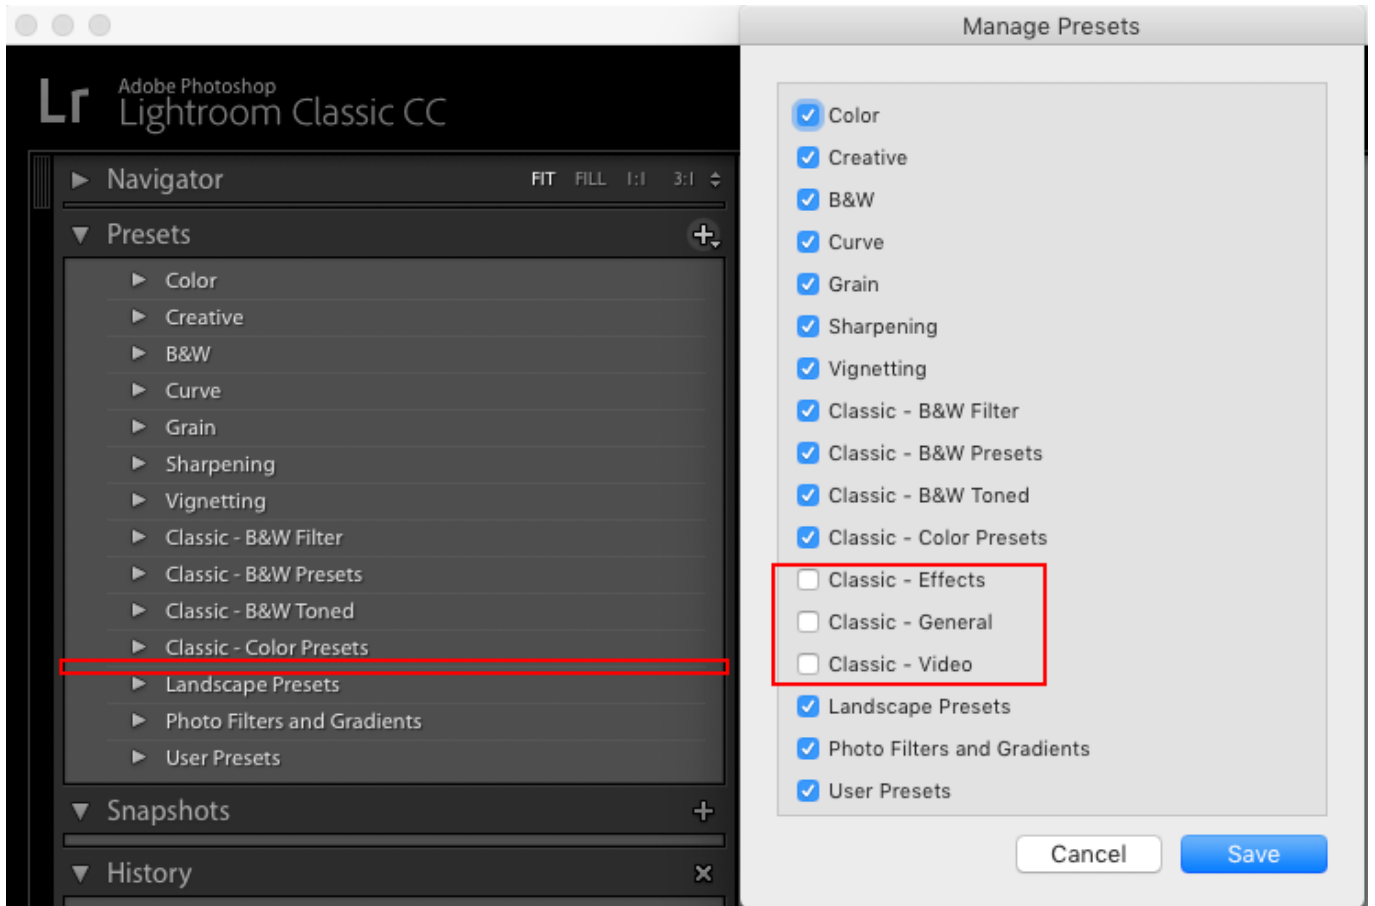 Manage Presets
Lr
Adobe Photoshop
Lightroom Classic CC
Navigator FIT FILL 1:1 3:1
Presets
Color
Creative
B&W
Curve
Grain
Sharpening
Vignetting
Classic - B&W Filter
Classic - B&W Presets
Classic - B&W Toned
Classic - Color Presets
Landscape Presets
Photo Filters and Gradients
User Presets
Snapshots
History
Color
Creative
B&W
Curve
Grain
Sharpening
Vignetting
Classic - B&W Filter
Classic - B&W Presets
Classic - B&W Toned
Classic - Color Presets
Classic - Effects
Classic - General
Classic - Video
Landscape Presets
Photo Filters and Gradients
User Presets
Cancel Save